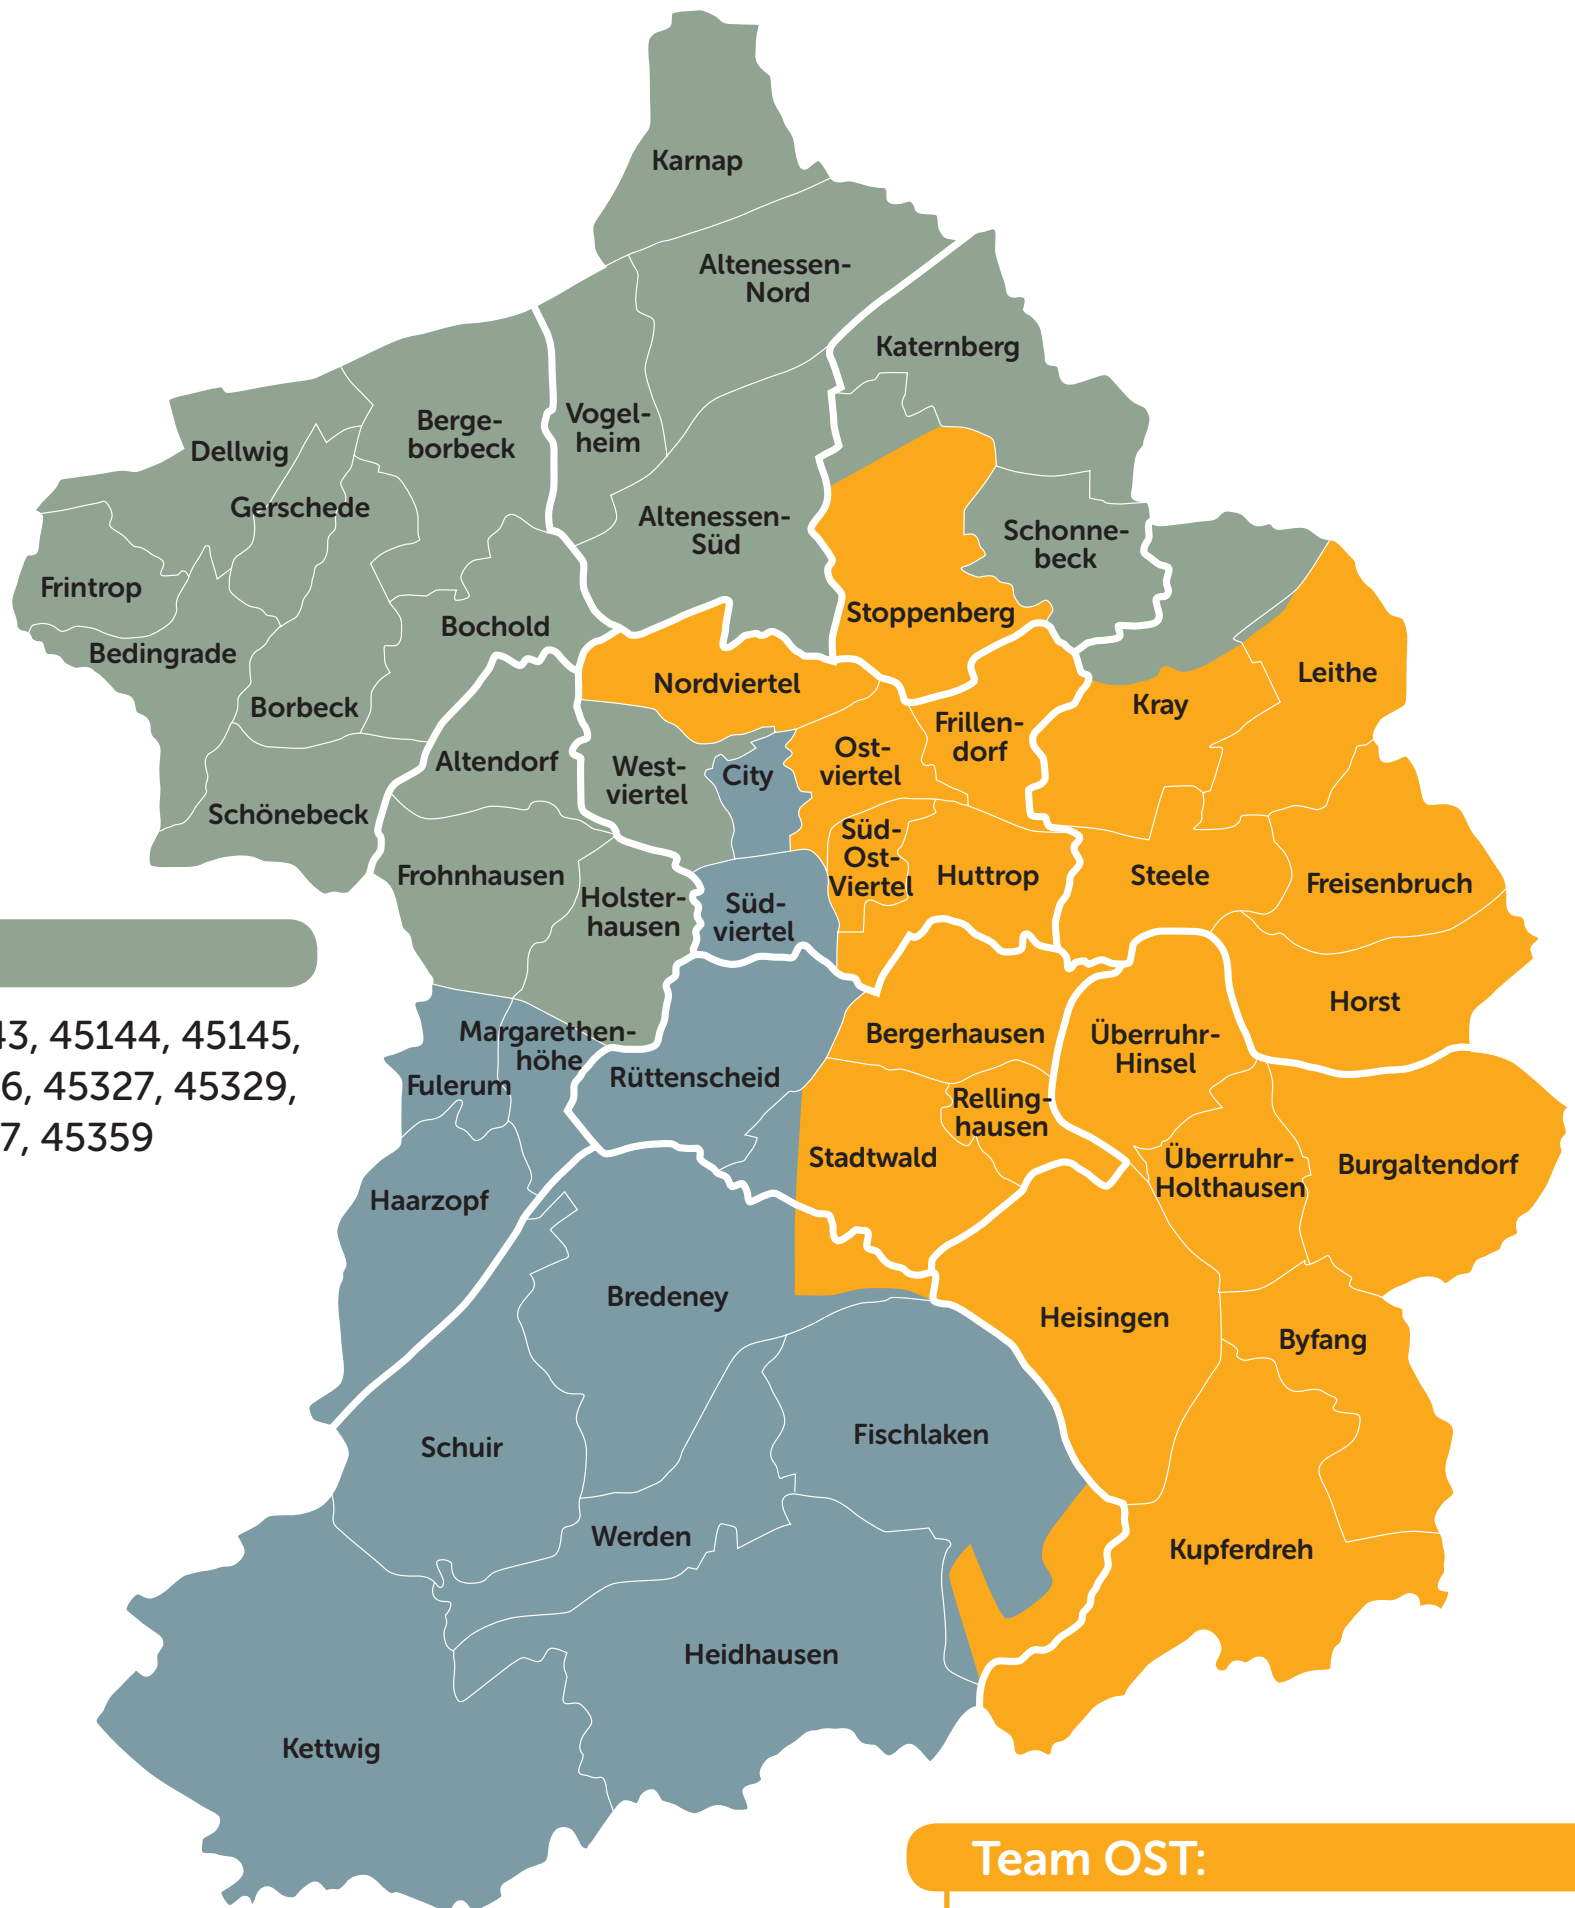 Karnap
Altenessen-
Nord
Katernberg
Berge-
borbeck
Vogel-
heim
Dellwig
Gerschede
Altenessen-
Süd
Schonne-
beck
Frintrop
Stoppenberg
Bochold
Bedingrade
Leithe
Nordviertel
Kray
Borbeck
Frillen-
dorf
Altendorf
West-
viertel
City
Ost-
viertel
Schönebeck
Süd-
Ost-
Viertel
Frohnhausen
Huttrop
Steele
Freisenbruch
Holster-
hausen
Süd-
viertel
Horst
43, 45144, 45145,
6, 45327, 45329,
7, 45359
Margarethen-
höhe
Bergerhausen
Überruhr-
Hinsel
Fulerum
Rüttenscheid
Relling-
hausen
Stadtwald
Überruhr-
Holthausen
Burgaltendorf
Haarzopf
Bredeney
Heisingen
Byfang
Schuir
Fischlaken
Werden
Kupferdreh
Heidhausen
Kettwig
Team OST: